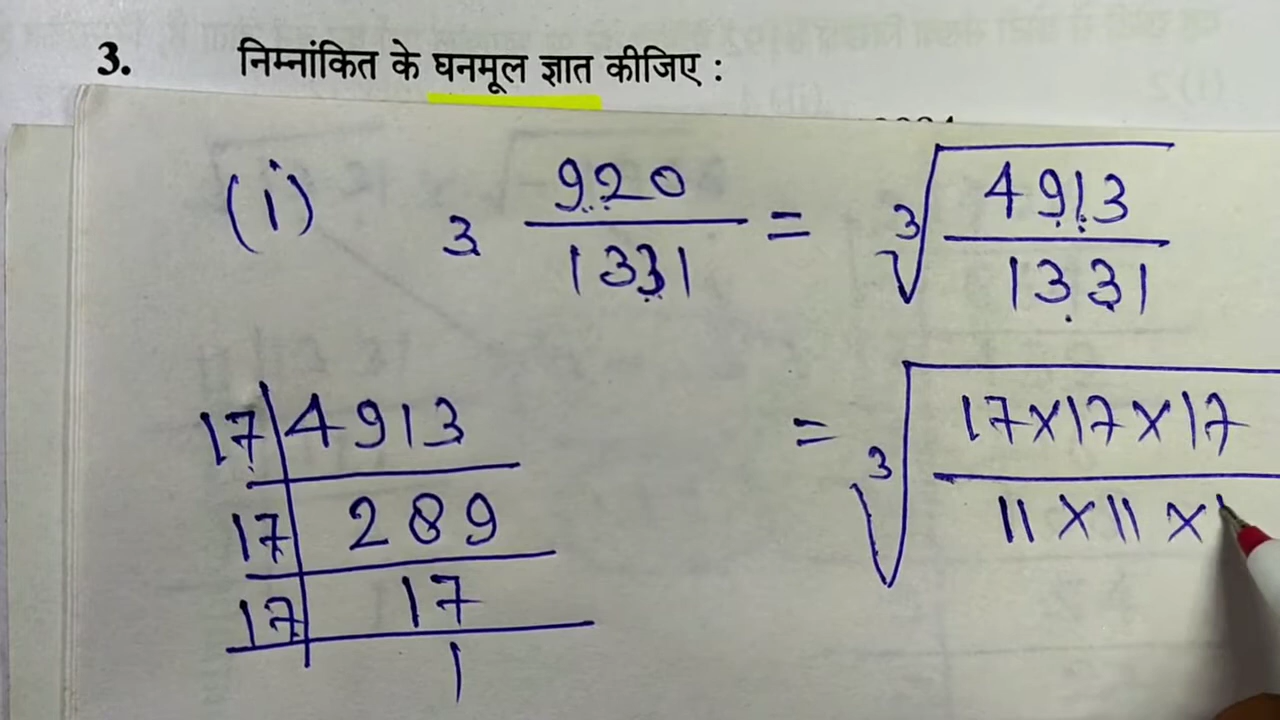 3. निम्नांकित के घनमूल ज्ञात कीजिए :
(i) 3 920/1331 = ∛4913/1331
17 | 4913
= ∛17×17×17/11×11×
17 | 289
17 | 17
1